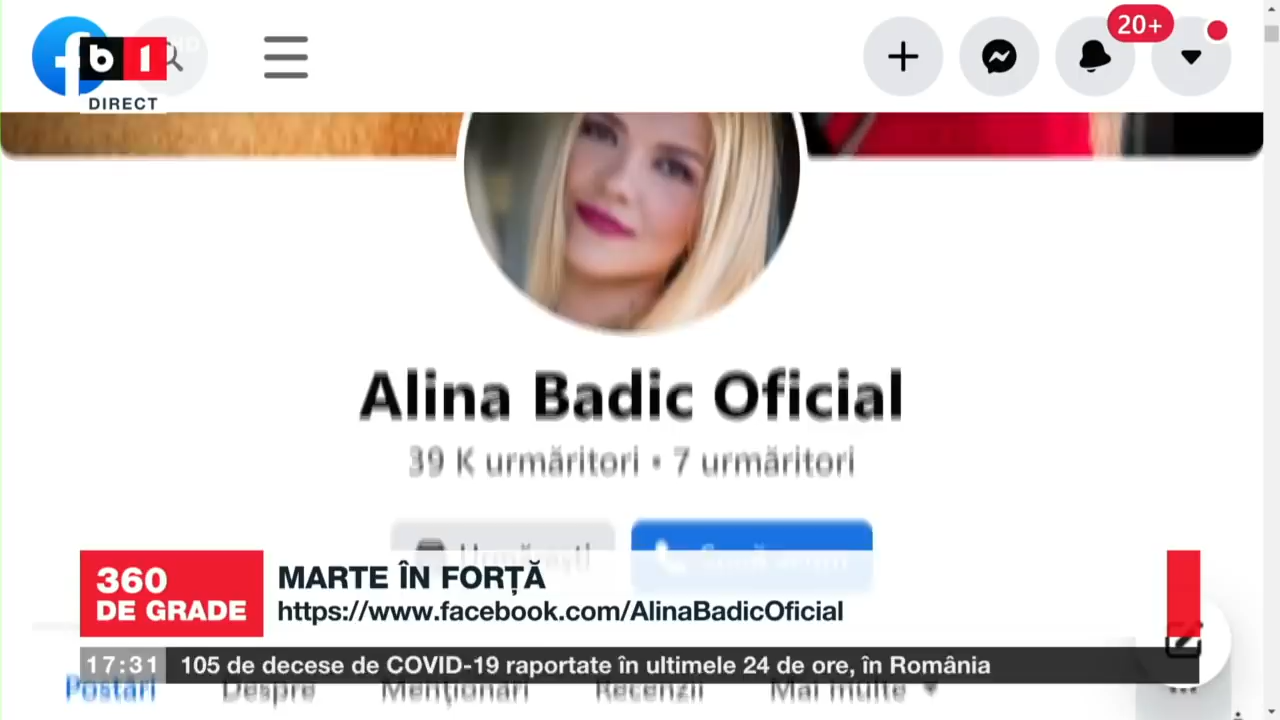 20+
b1
DIRECT
Alina Badic Oficial
39 K urmăritori • 7 urmăritori
Urmărești
360
DE GRADE
MARTE ÎN FORȚĂ
https://www.facebook.com/AlinaBadicOficial
17:31 105 de decese de COVID-19 raportate în ultimele 24 de ore, în România
Postări Despre Mențiuni Recenzii Mai multe